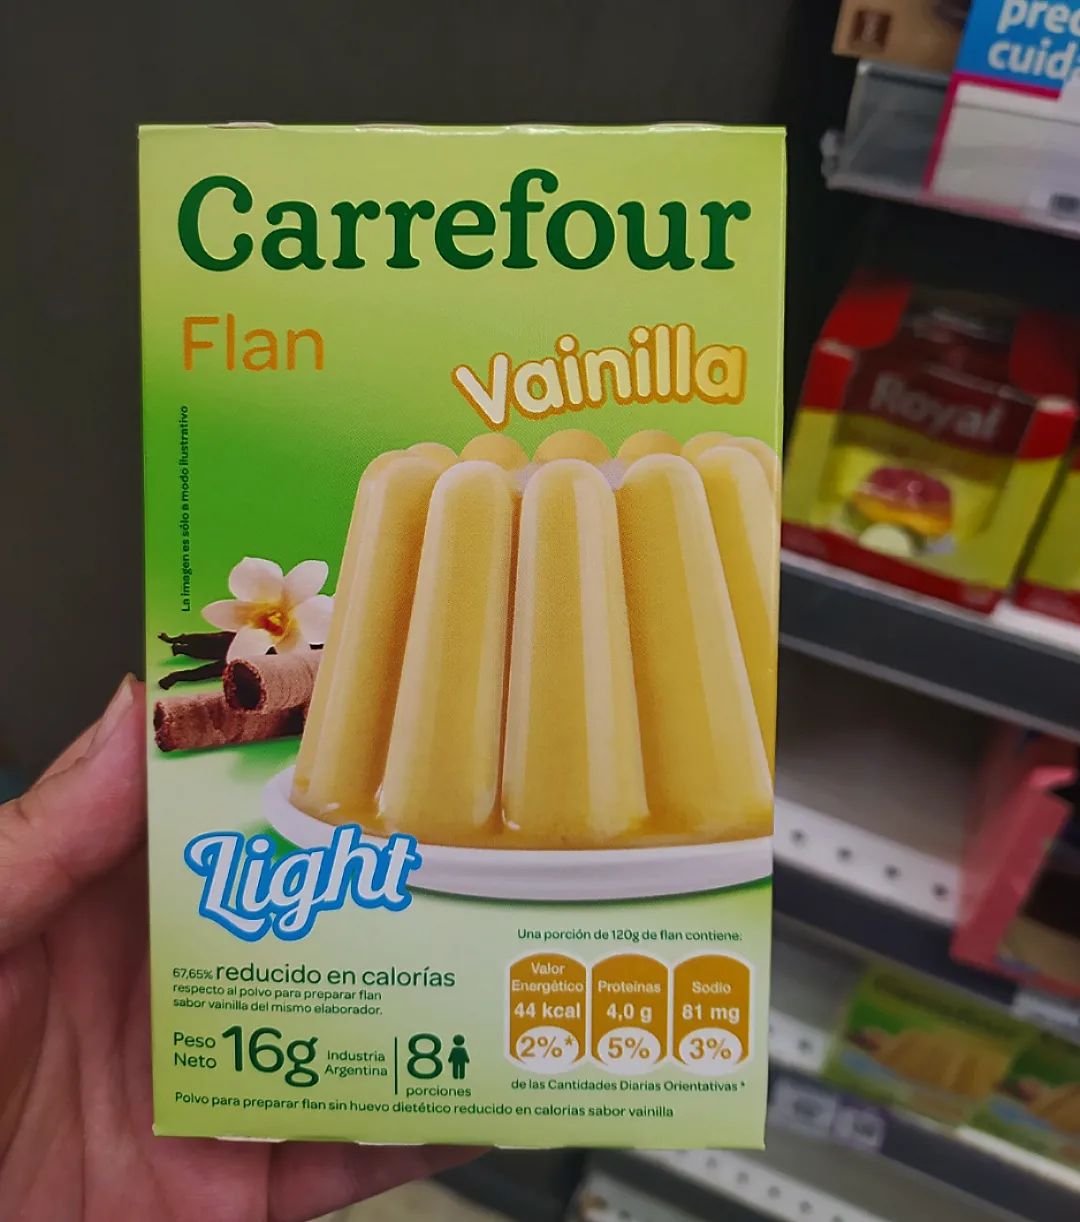 Carrefour
Flan
Vainilla
La imagen es sólo a modo ilustrativo
Light
Una porción de 120g de flan contiene:
67,65% reducido en calorías
respecto al polvo para preparar flan
sabor vainilla del mismo elaborador.
Valor
Energético
44 kcal
2%*
Proteínas
4,0 g
5%
Sodio
81 mg
3%
de las Cantidades Diarias Orientativas *
Peso
Neto
16g
Industria
Argentina
8
porciones
Polvo para preparar flan sin huevo dietético reducido en calorias sabor vainilla
Royal